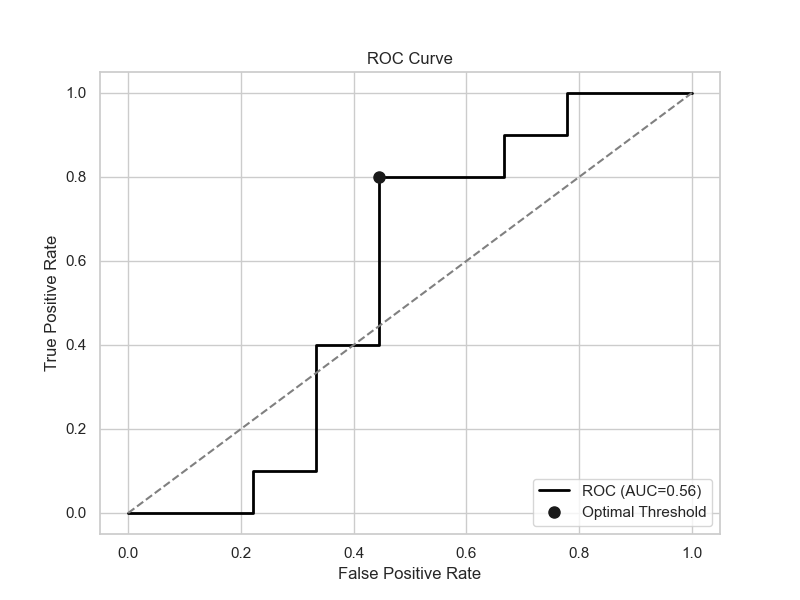 ROC Curve
True Positive Rate
1.0
0.8
0.6
0.4
0.2
0.0
0.0 0.2 0.4 0.6 0.8 1.0
False Positive Rate
ROC (AUC=0.56)
Optimal Threshold